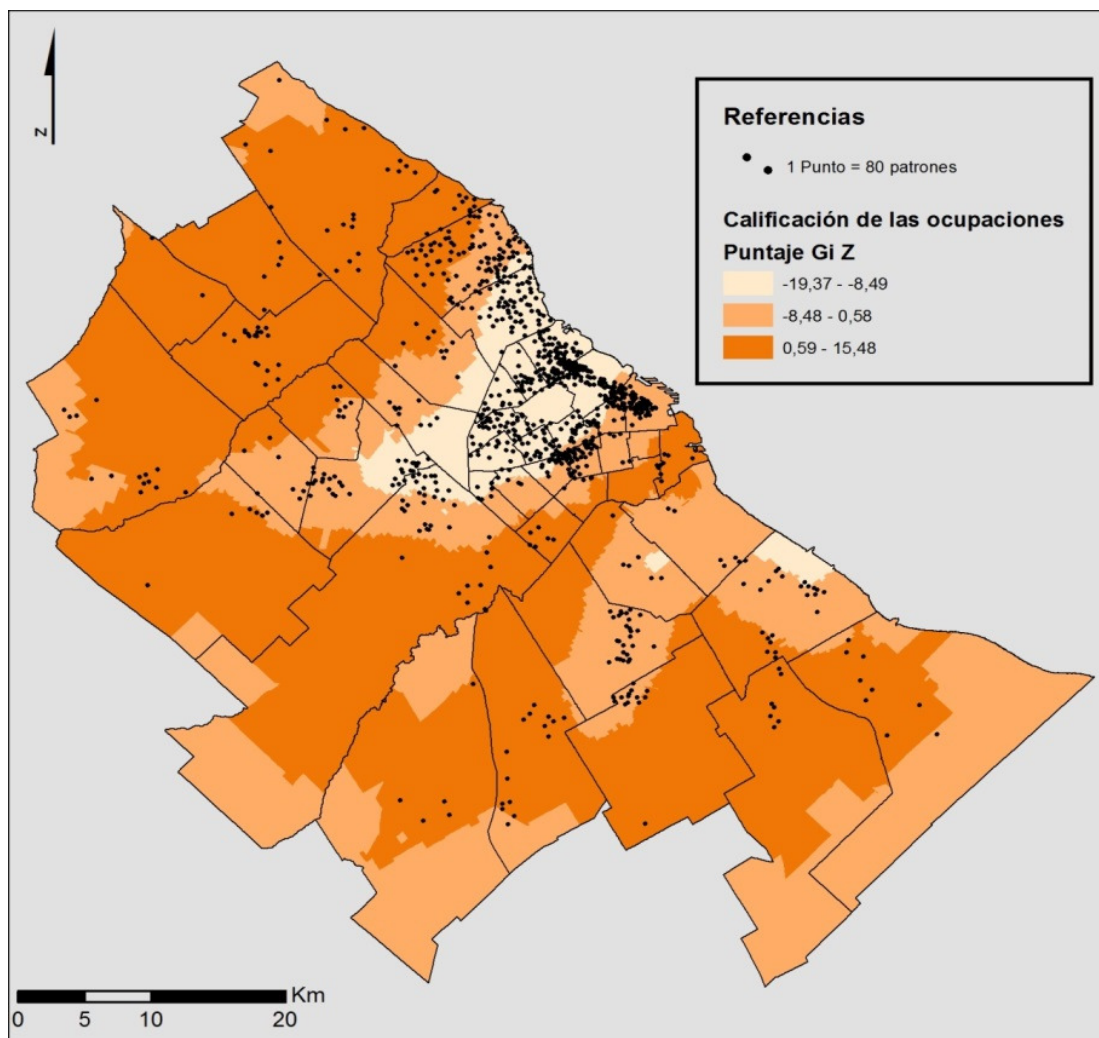 z
Referencias
1 Punto = 80 patrones
Calificación de las ocupaciones
Puntaje Gi Z
-19,37 - -8,49
-8,48 - 0,58
0,59 - 15,48
Km
0 5 10 20